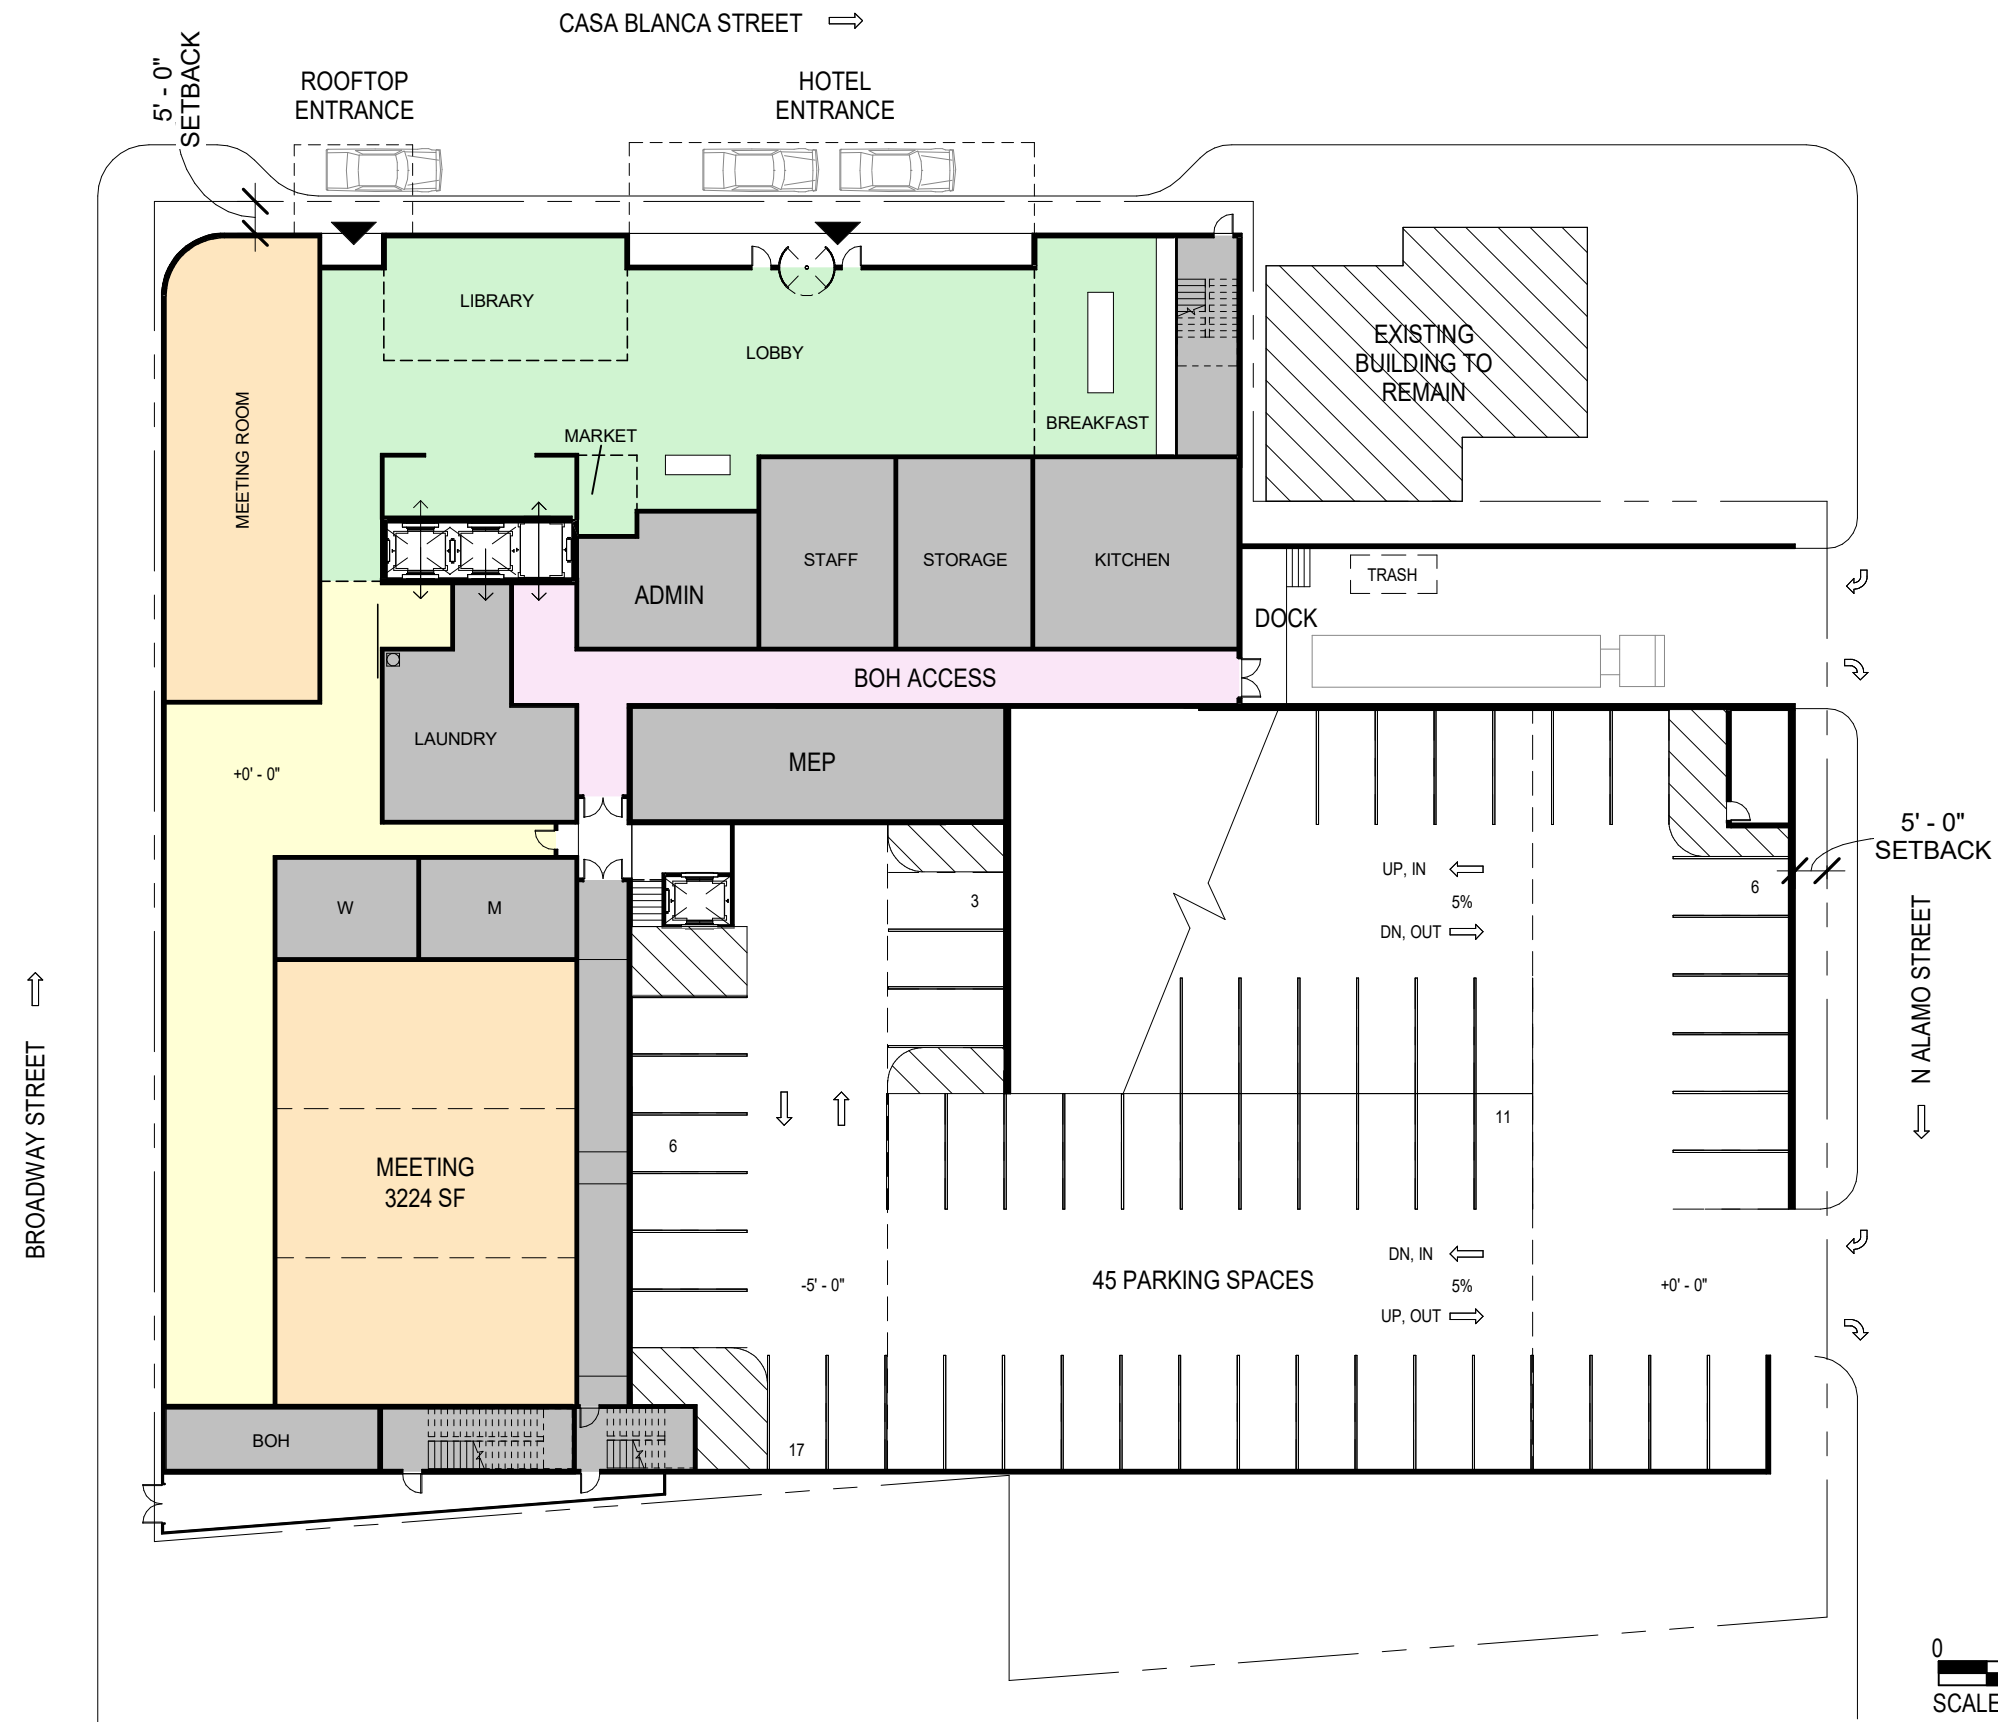 CASA BLANCA STREET
5' - 0"
SETBACK
ROOFTOP
ENTRANCE
HOTEL
ENTRANCE
LIBRARY
LOBBY
EXISTING
BUILDING TO
REMAIN
MEETING ROOM
MARKET
BREAKFAST
STAFF
STORAGE
KITCHEN
TRASH
ADMIN
DOCK
BOH ACCESS
LAUNDRY
MEP
+0' - 0"
5' - 0"
SETBACK
UP, IN
5%
DN, OUT
W
M
3
6
N ALAMO STREET
BROADWAY STREET
MEETING
3224 SF
6
11
-5' - 0"
45 PARKING SPACES
DN, IN
5%
UP, OUT
+0' - 0"
BOH
17
0
SCALE